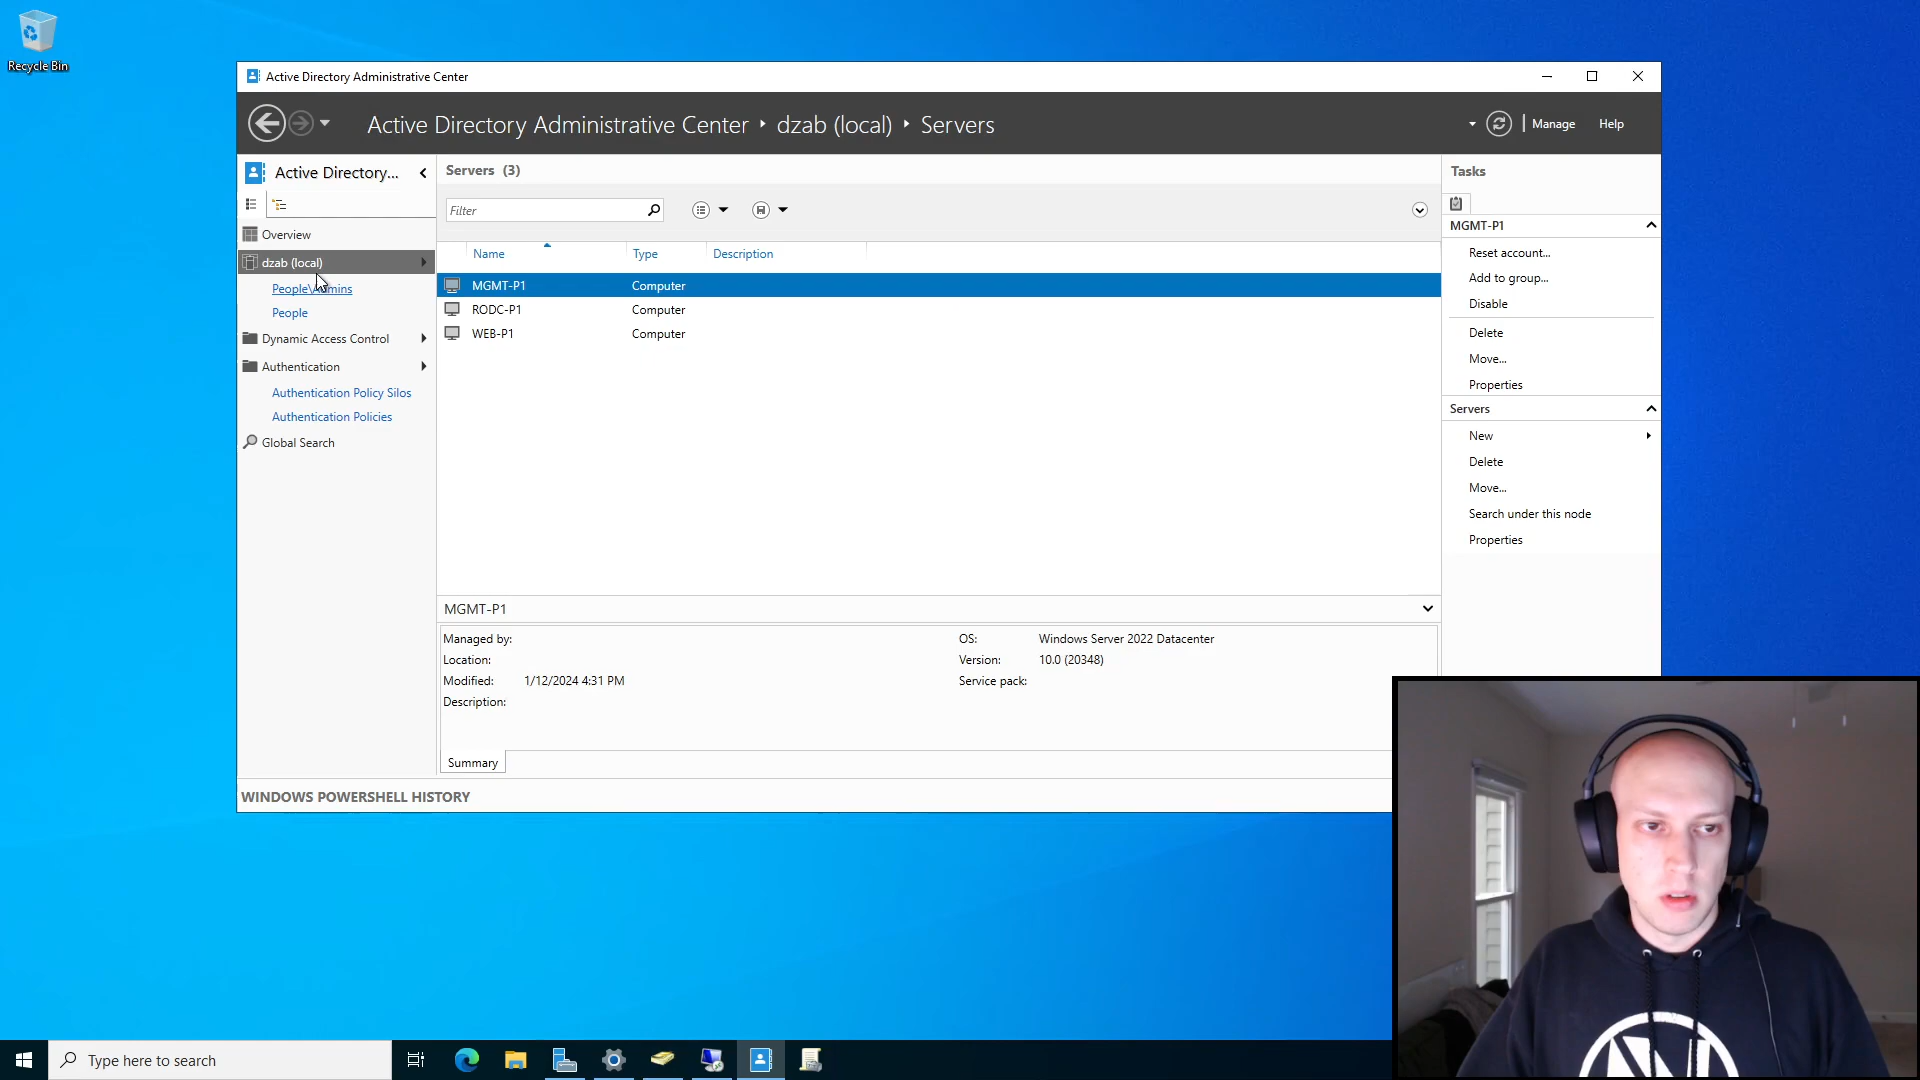 Recycle Bin
Active Directory Administrative Center
Active Directory Administrative Center dzab (local) Servers
Manage Help
Active Directory...
Overview
dzab (local)
People\Admins
People
Dynamic Access Control
Authentication
Authentication Policy Silos
Authentication Policies
Global Search
Servers (3)
Filter
Name Type Description
MGMT-P1 Computer
RODC-P1 Computer
WEB-P1 Computer
MGMT-P1
Managed by:
Location:
Modified: 1/12/2024 4:31 PM
Description:
OS: Windows Server 2022 Datacenter
Version: 10.0 (20348)
Service pack:
Summary
WINDOWS POWERSHELL HISTORY
Tasks
MGMT-P1
Reset account...
Add to group...
Disable
Delete
Move...
Properties
Servers
New
Delete
Move...
Search under this node
Properties
Type here to search